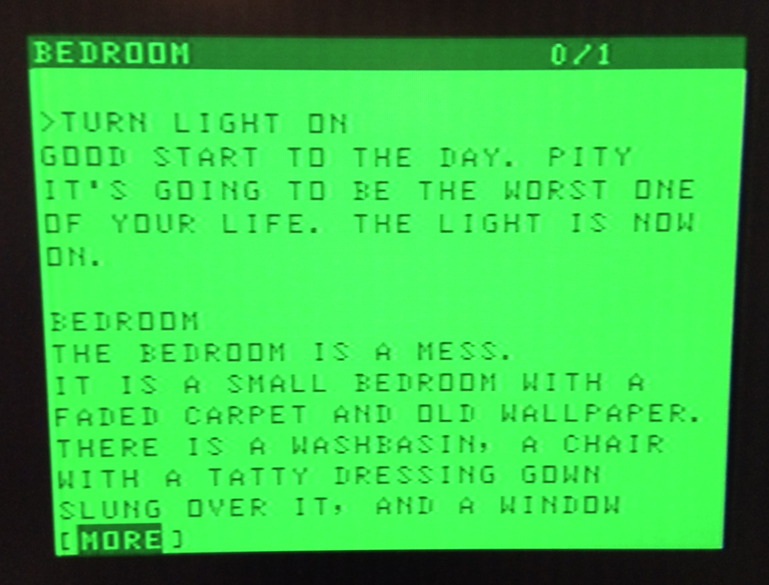 BEDROOM 0/1
>TURN LIGHT ON
GOOD START TO THE DAY. PITY
IT'S GOING TO BE THE WORST ONE
OF YOUR LIFE. THE LIGHT IS NOW
ON.
BEDROOM
THE BEDROOM IS A MESS.
IT IS A SMALL BEDROOM WITH A
FADED CARPET AND OLD WALLPAPER.
THERE IS A WASHBASIN, A CHAIR
WITH A TATTY DRESSING GOWN
SLUNG OVER IT, AND A WINDOW
[MORE]